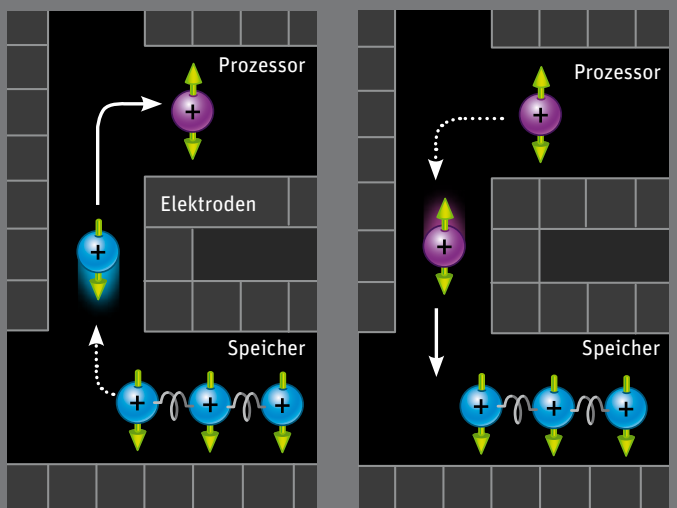 Prozessor
+
Elektroden
+
Speicher
+ + +
Prozessor
+
+
Speicher
+ + +